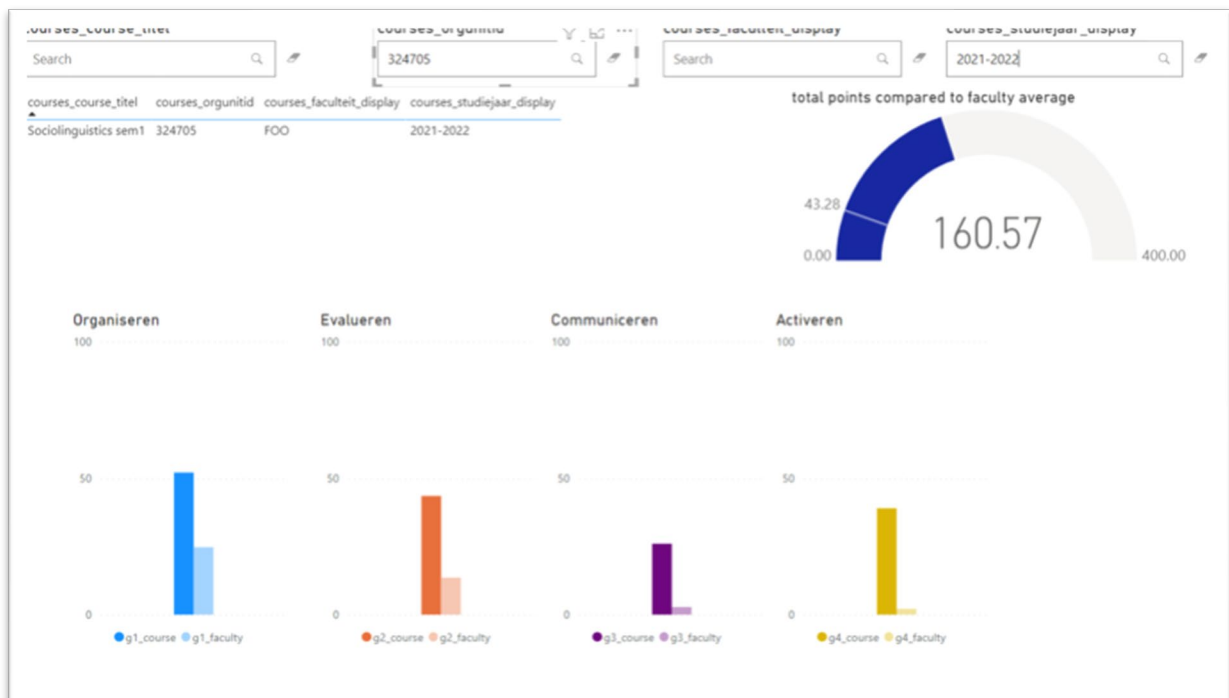 courses_course_titel
courses_orgunitid
courses_faculteit_display
courses_studiejaar_display
Search
324705
Search
2021-2022
courses_course_titel courses_orgunitid courses_faculteit_display courses_studiejaar_display
Sociolinguistics sem1 324705 FOO 2021-2022
total points compared to faculty average
43.28
160.57
0.00
400.00
Organiseren
100
50
0
g1_course g1_faculty
Evalueren
100
50
0
g2_course g2_faculty
Communiceren
100
50
0
g3_course g3_faculty
Activeren
100
50
0
g4_course g4_faculty